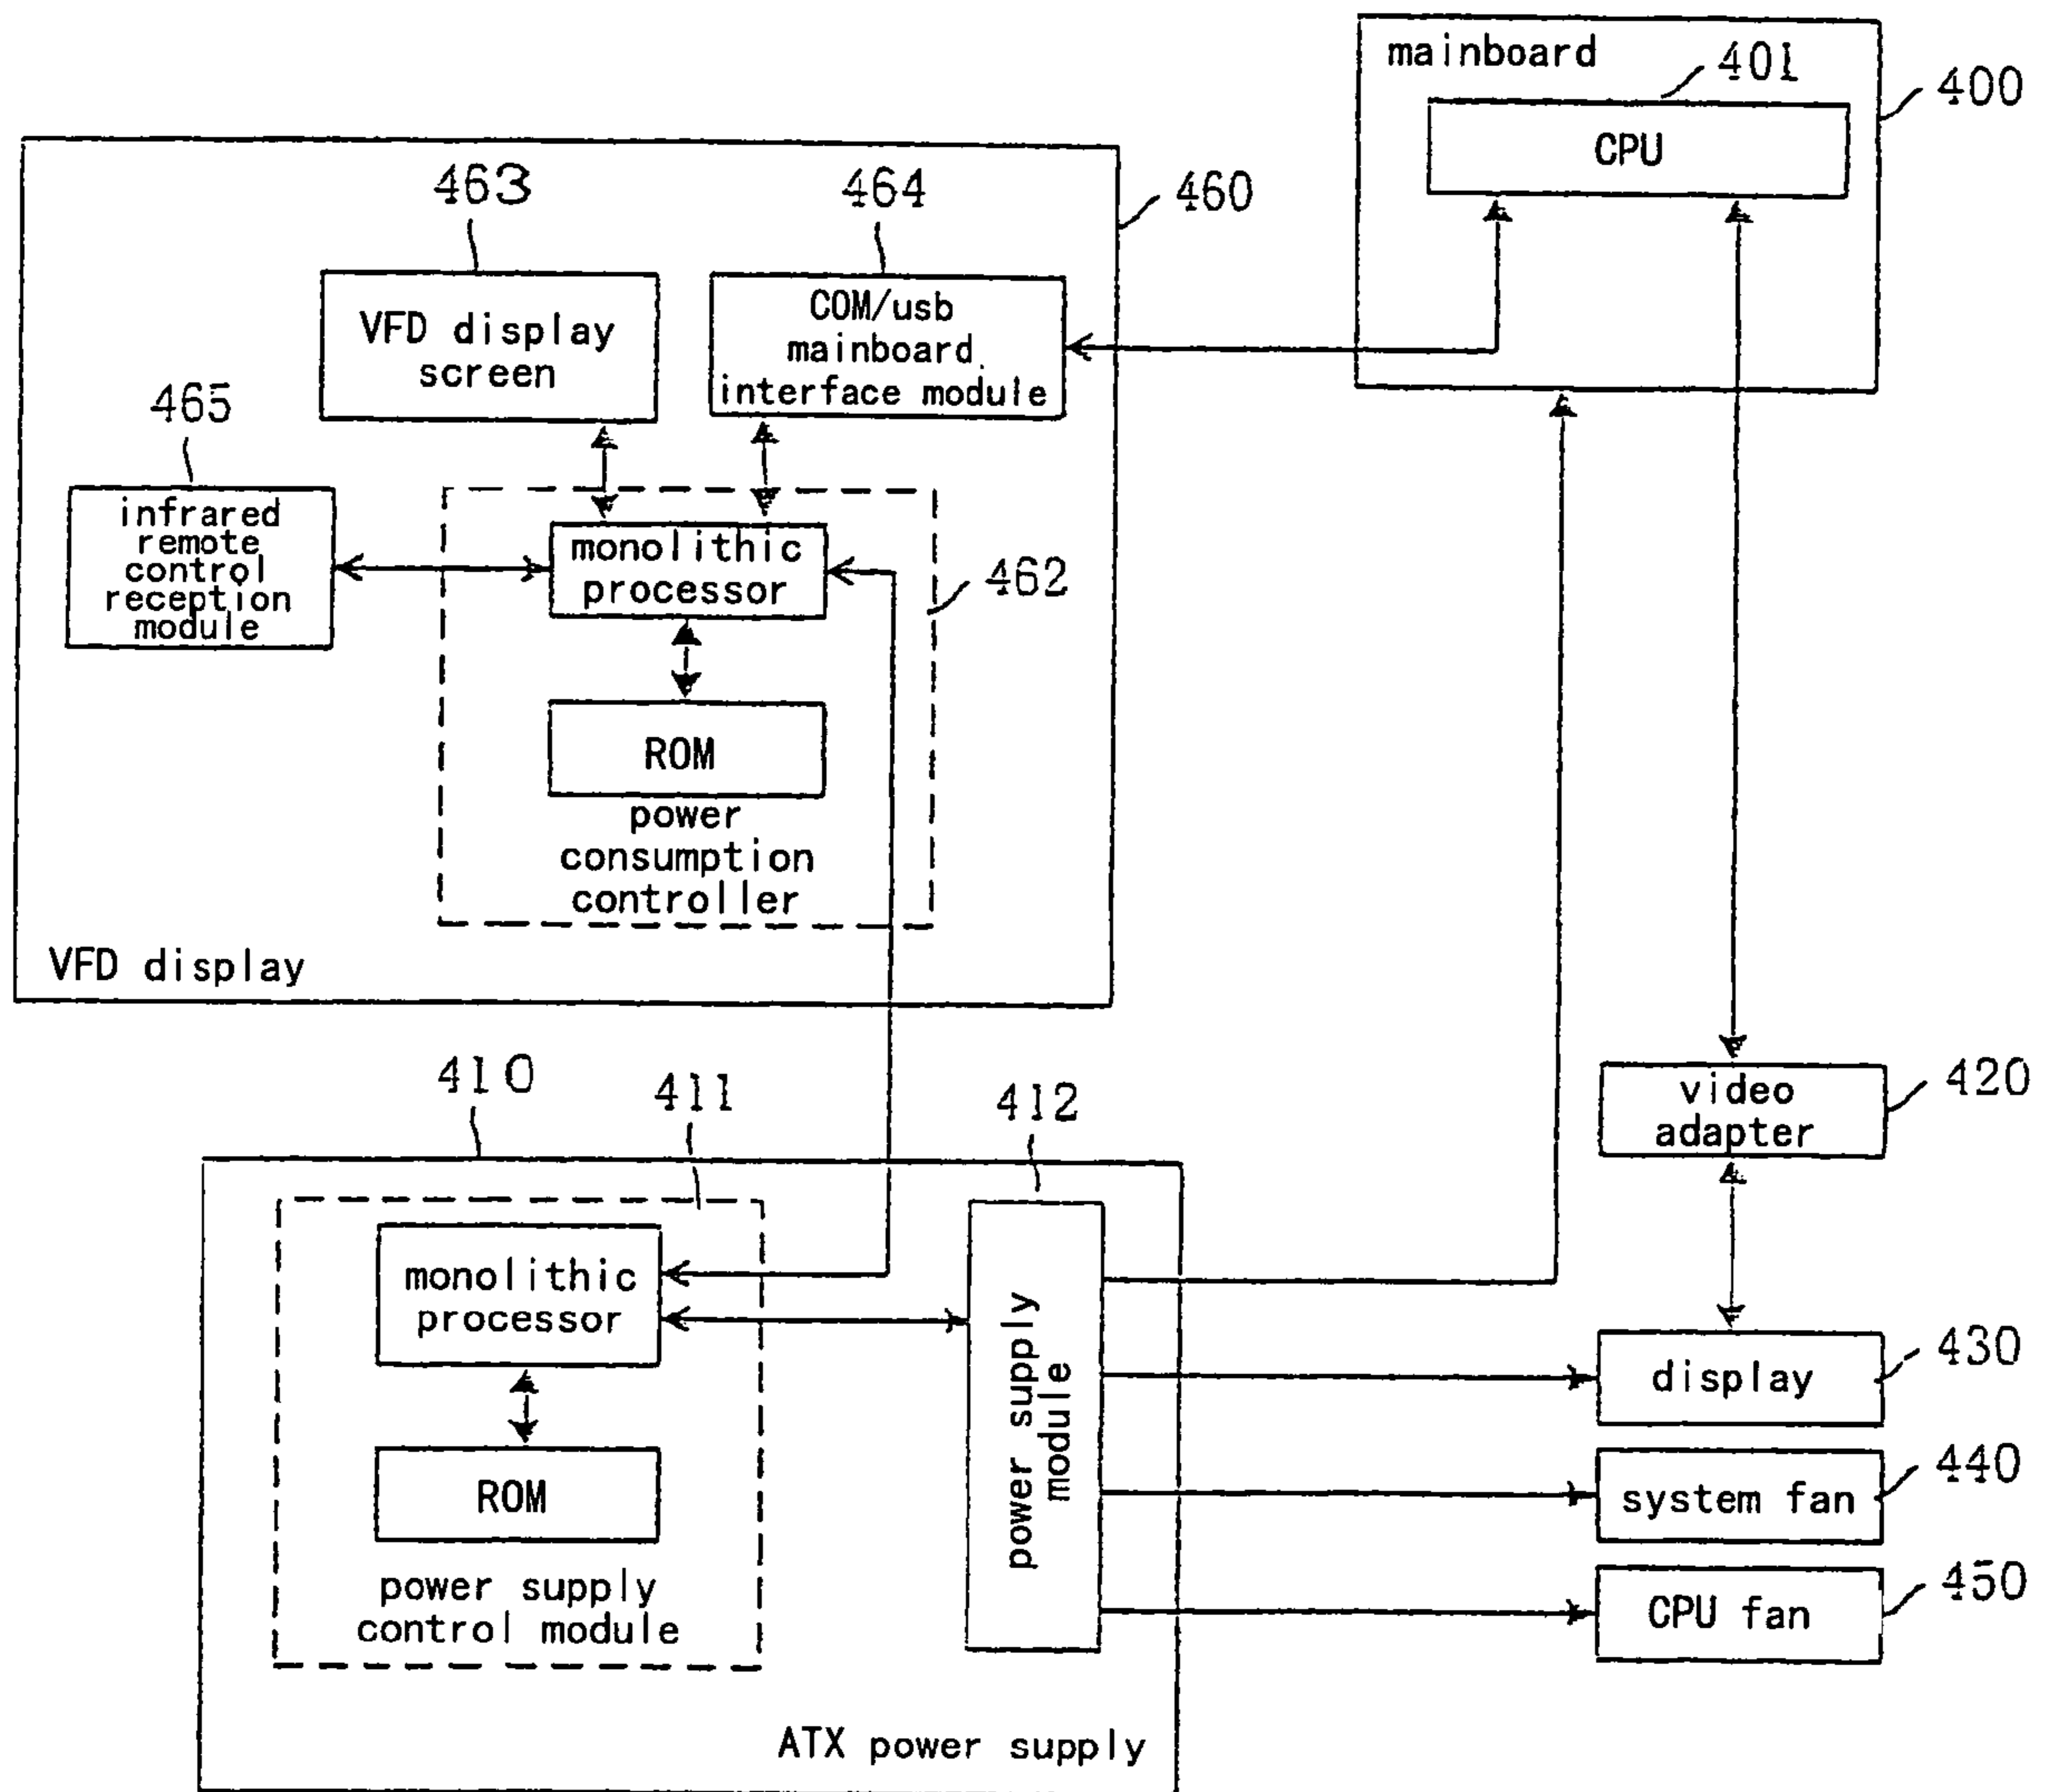 mainboard
401
400
CPU
463
464
460
VFD display
screen
COM/usb
mainboard
interface module
465
infrared
remote
control
reception
module
monolithic
processor
462
ROM
power
consumption
controller
VFD display
410
411
412
420
video
adapter
monolithic
processor
power supply
module
430
display
440
system fan
ROM
450
CPU fan
power supply
control module
ATX power supply